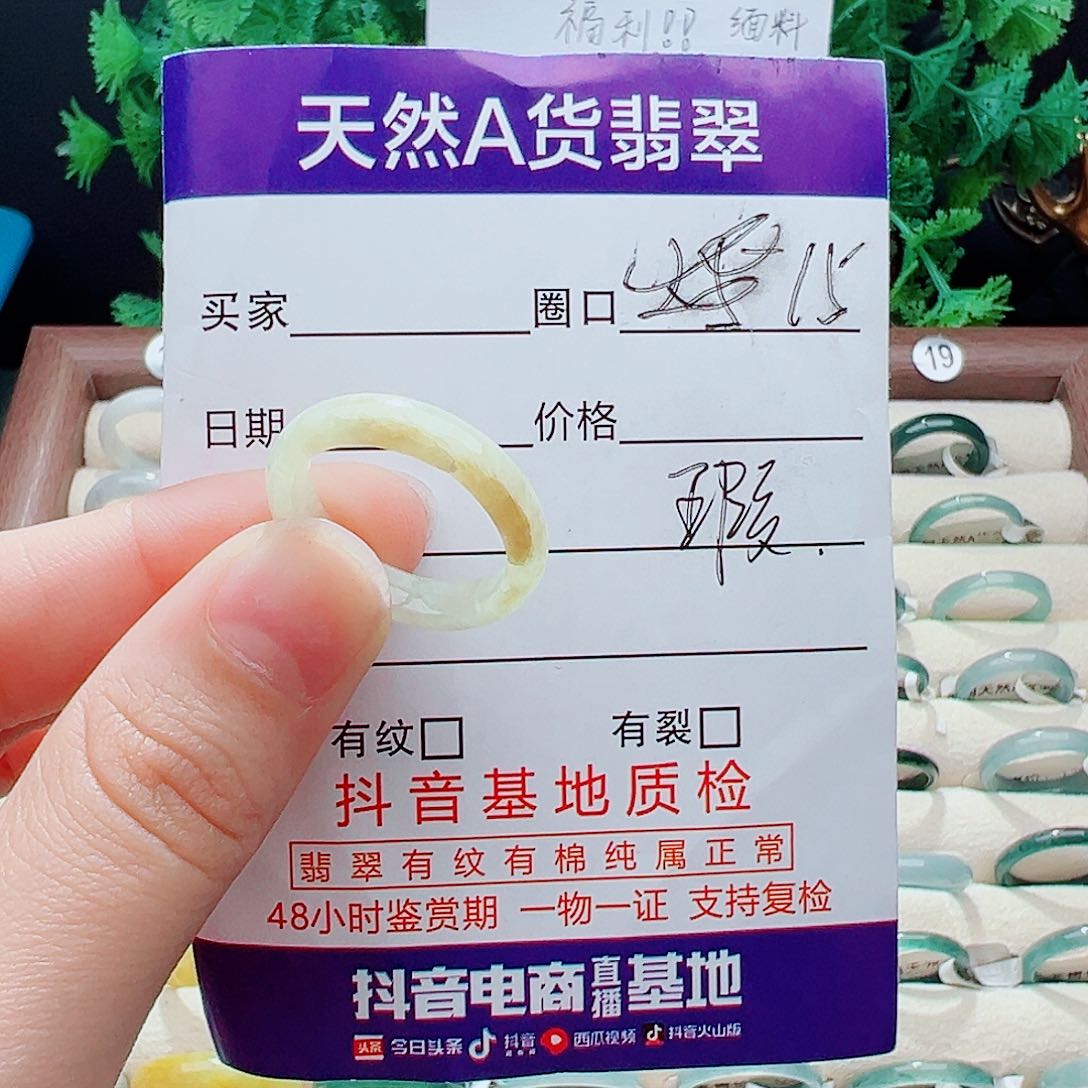 福利!! 缅料
天然A货翡翠
买家 圈口 15
19
日期 价格
瑕.
有纹□ 有裂□
抖音基地质检
翡翠有纹有棉纯属正常
48小时鉴赏期 一物一证 支持复检
抖音电商直播基地
头条 今日头条 抖音 西瓜视频 抖音火山版